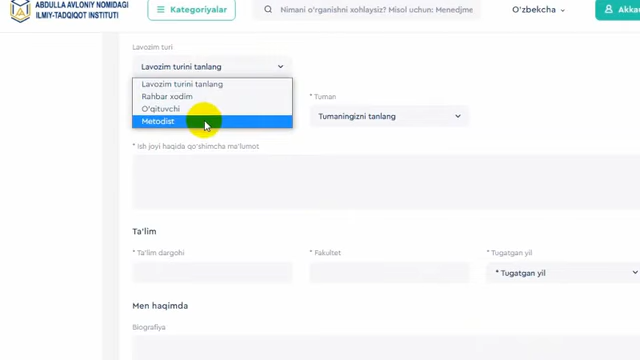 ABDULLA AVLONIY NOMIDAGI
ILMIY-TADQIQOT INSTITUTI
Kategoriyalar
Nimani o'rganishni xohlaysiz? Misol uchun: Menedjme
O'zbekcha
Akka
Lavozim turi
Lavozim turini tanlang
Lavozim turini tanlang
Rahbar xodim
O'qituvchi
Metodist
* Tuman
Tumaningizni tanlang
* Ish joyi haqida qo'shimcha ma'lumot
Ta'lim
* Ta'lim dargohi
* Fakultet
* Tugatgan yil
* Tugatgan yil
Men haqimda
Biografiya